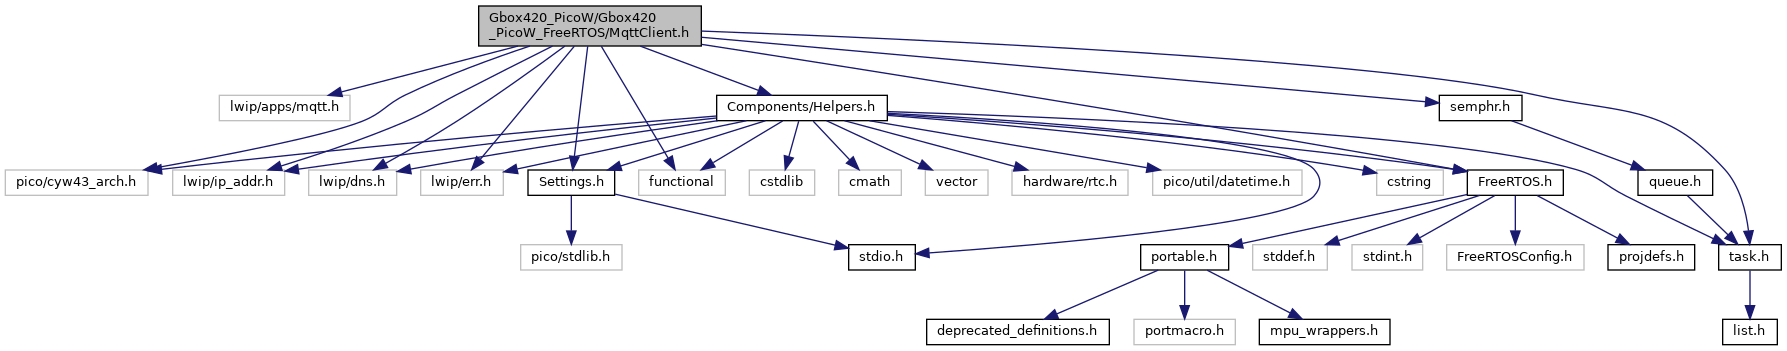 Gbox420_PicoW/Gbox420
_PicoW_FreeRTOS/MqttClient.h
lwip/apps/mqtt.h
Components/Helpers.h
semphr.h
pico/cyw43_arch.h
lwip/ip_addr.h
lwip/dns.h
lwip/err.h
Settings.h
functional
cstdlib
cmath
vector
hardware/rtc.h
pico/util/datetime.h
cstring
FreeRTOS.h
queue.h
pico/stdlib.h
stdio.h
portable.h
stddef.h
stdint.h
FreeRTOSConfig.h
projdefs.h
task.h
deprecated_definitions.h
portmacro.h
mpu_wrappers.h
list.h